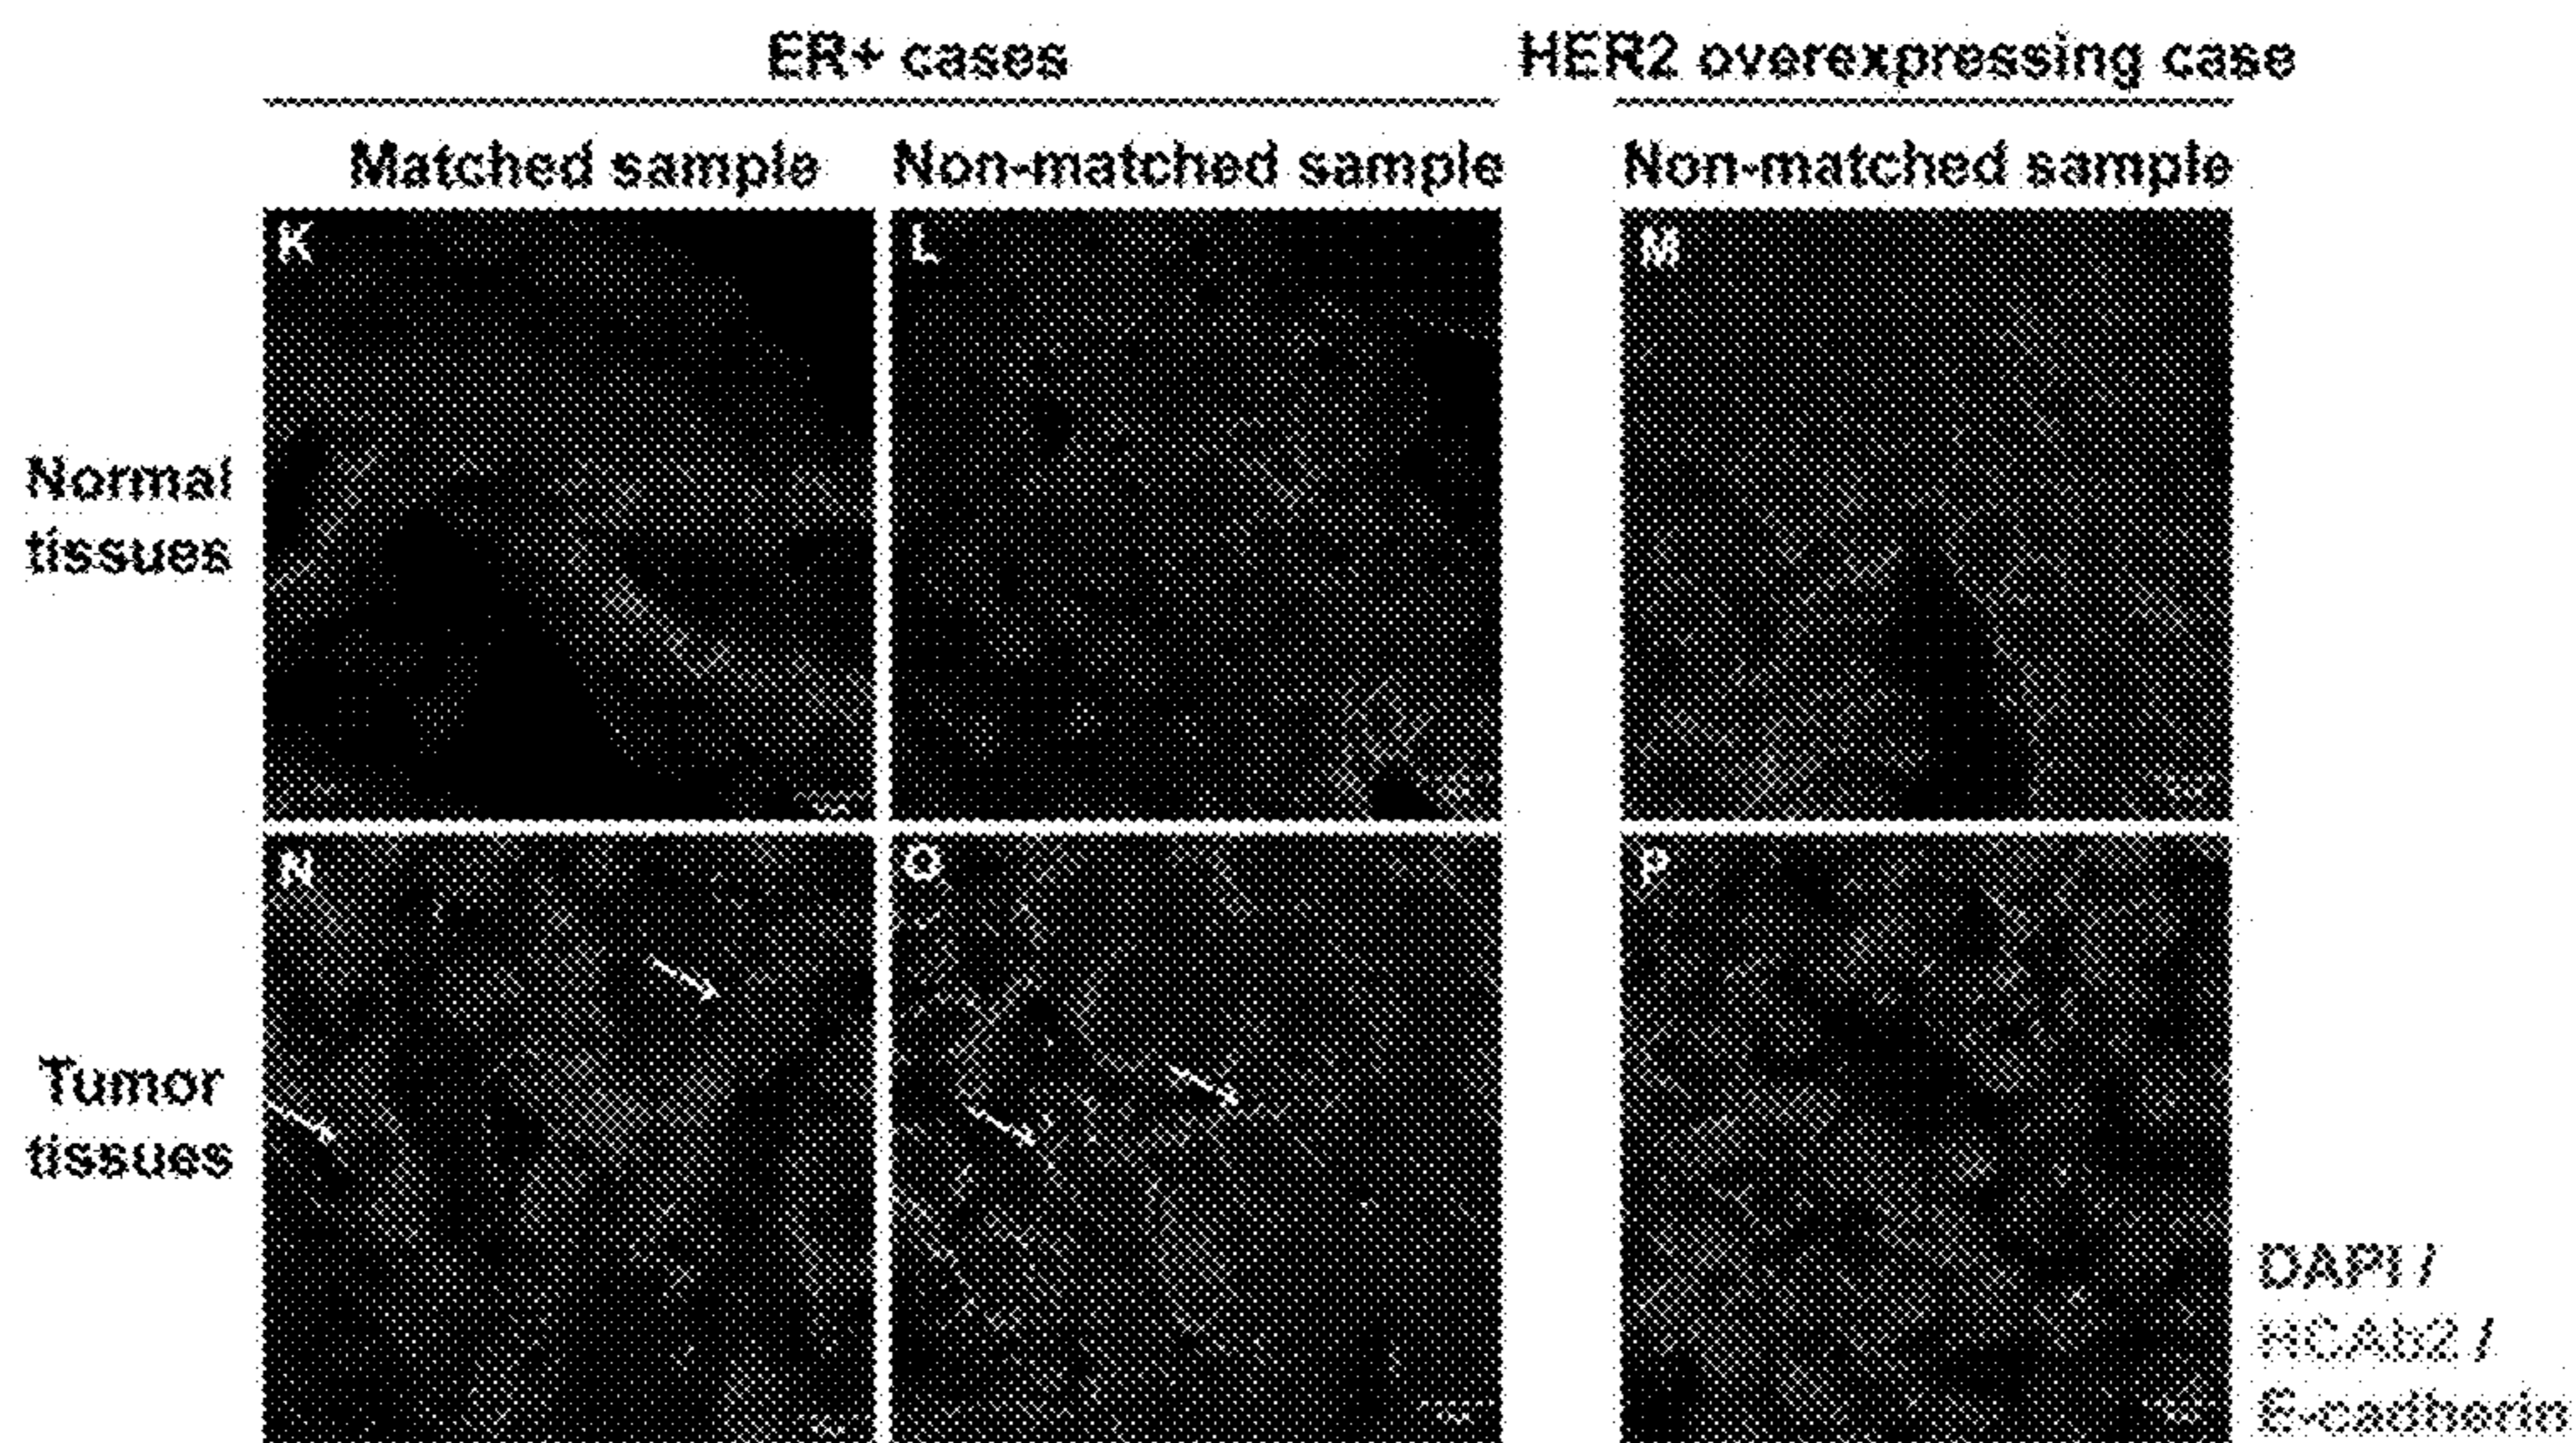 ER+ cases
HER2 overexpressing case
Matched sample
Non-matched sample
Non-matched sample
K
L
M
Normal
tissues
N
O
P
Tumor
tissues
DAPI /
HCAb2 /
E-cadherin